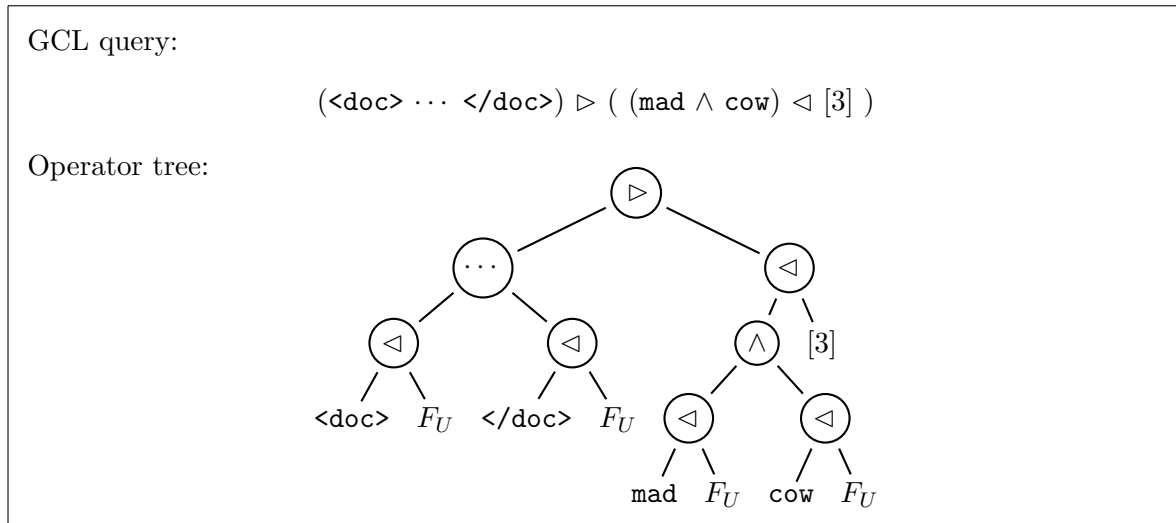 GCL query:
(<doc> ··· </doc>) ▷ ( (mad ∧ cow) ◁ [3] )
Operator tree:
▷
··· ◁
◁ ◁ ∧ [3]
<doc> F_U </doc> F_U ◁ ◁
mad F_U cow F_U